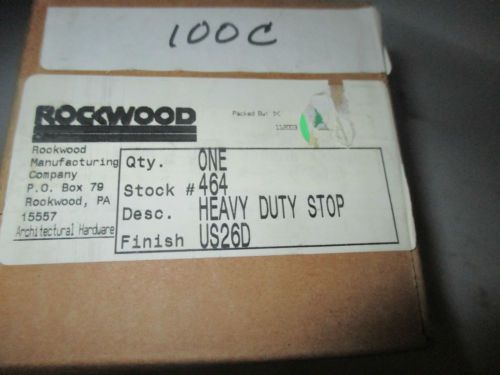 100C
ROCKWOOD
Packed By:
Rockwood
Manufacturing
Company
P.O. Box 79
Rockwood, PA
15557
Architectural Hardware
Qty. ONE
Stock # 464
Desc. HEAVY DUTY STOP
Finish US26D